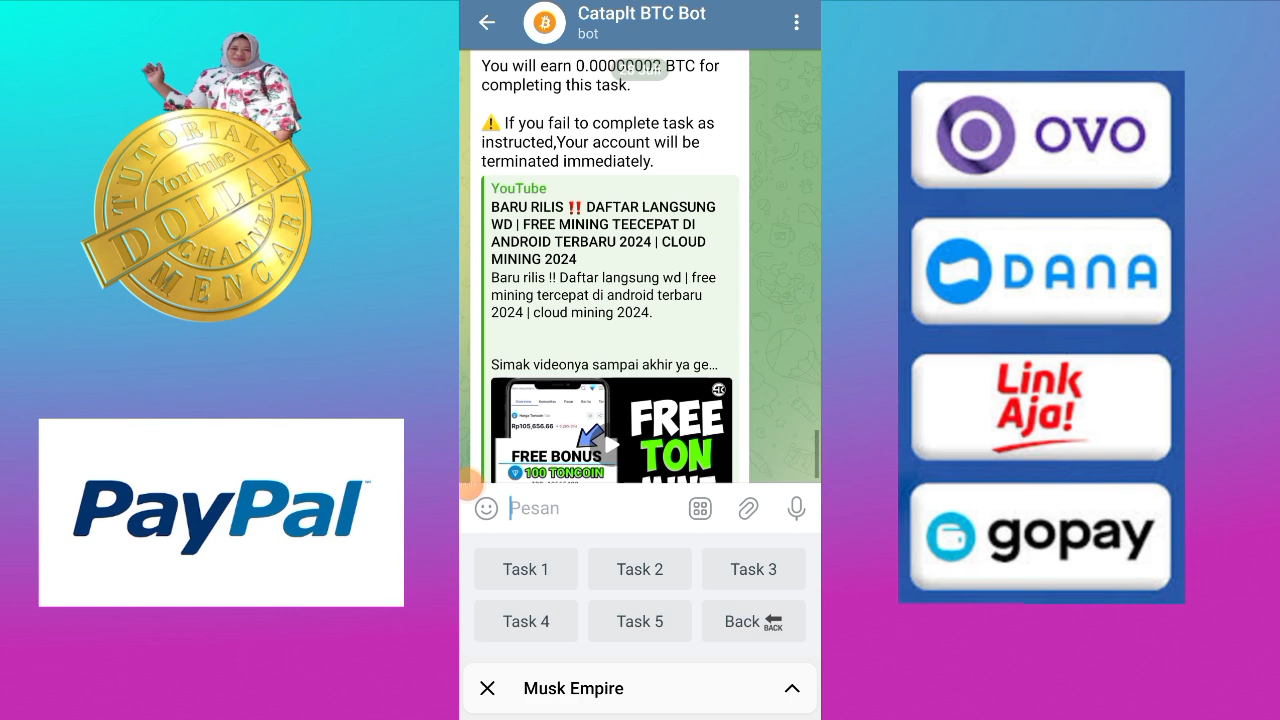 TUTORIAL
YouTube
DOLLAR
CHANNEL
MENCARI
PayPal
Cataplt BTC Bot
bot
You will earn 0.00000002 BTC for
completing this task.
⚠️ If you fail to complete task as
instructed,Your account will be
terminated immediately.
YouTube
BARU RILIS ‼️ DAFTAR LANGSUNG
WD | FREE MINING TEECEPAT DI
ANDROID TERBARU 2024 | CLOUD
MINING 2024
Baru rilis !! Daftar langsung wd | free
mining tercepat di android terbaru
2024 | cloud mining 2024.
Simak videonya sampai akhir ya ge...
Harga Toncoin
Rp105,656.66
FREE BONUS
100 TONCOIN
FREE
TON
Pesan
Task 1
Task 2
Task 3
Task 4
Task 5
Back
BACK
Musk Empire
OVO
DANA
Link
Aja!
gopay